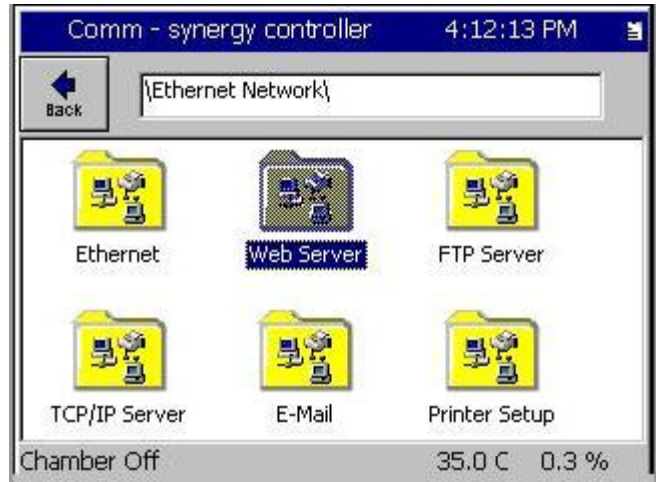 Comm - synergy controller 4:12:13 PM
Back
\Ethernet Network\
Ethernet Web Server FTP Server
TCP/IP Server E-Mail Printer Setup
Chamber Off 35.0 C 0.3 %